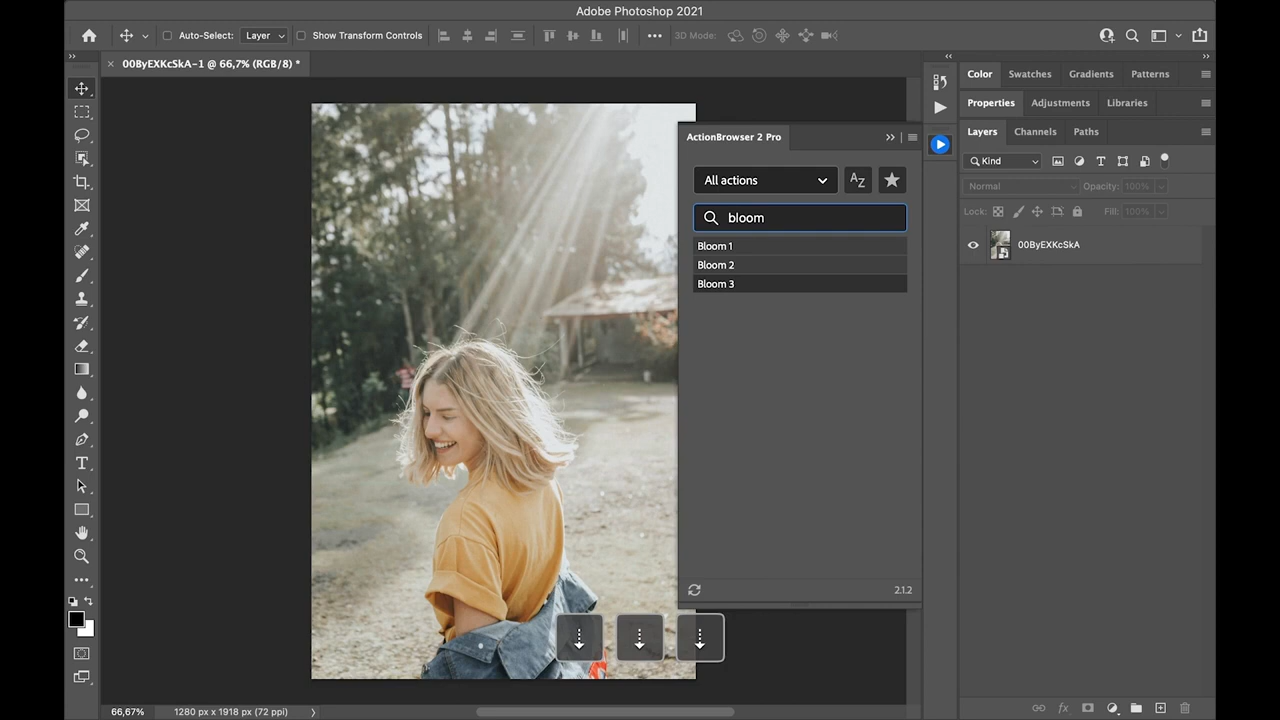 Adobe Photoshop 2021
Auto-Select: Layer Show Transform Controls 3D Mode:
00ByEXKcSkA-1 @ 66,7% (RGB/8) *
Color Swatches Gradients Patterns
Properties Adjustments Libraries
Layers Channels Paths
Kind
Normal Opacity: 100%
Lock: Fill: 100%
00ByEXKcSkA
ActionBrowser 2 Pro
All actions AZ
bloom
Bloom 1
Bloom 2
Bloom 3
2.1.2
66,67% 1280 px x 1918 px (72 ppi)
fx